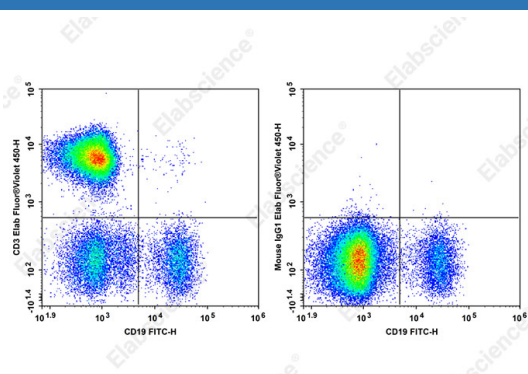 Elabscience®
Elabscience®
Elabscience®
CD3 Elab Fluor®Violet 450-H
10^5
10^4
10^3
10^2
-10^1.4
10^1.9 10^3 10^4 10^5 10^6
CD19 FITC-H
Mouse IgG1 Elab Fluor®Violet 450-H
10^5
10^4
10^3
10^2
-10^1.4
10^1.9 10^3 10^4 10^5 10^6
CD19 FITC-H